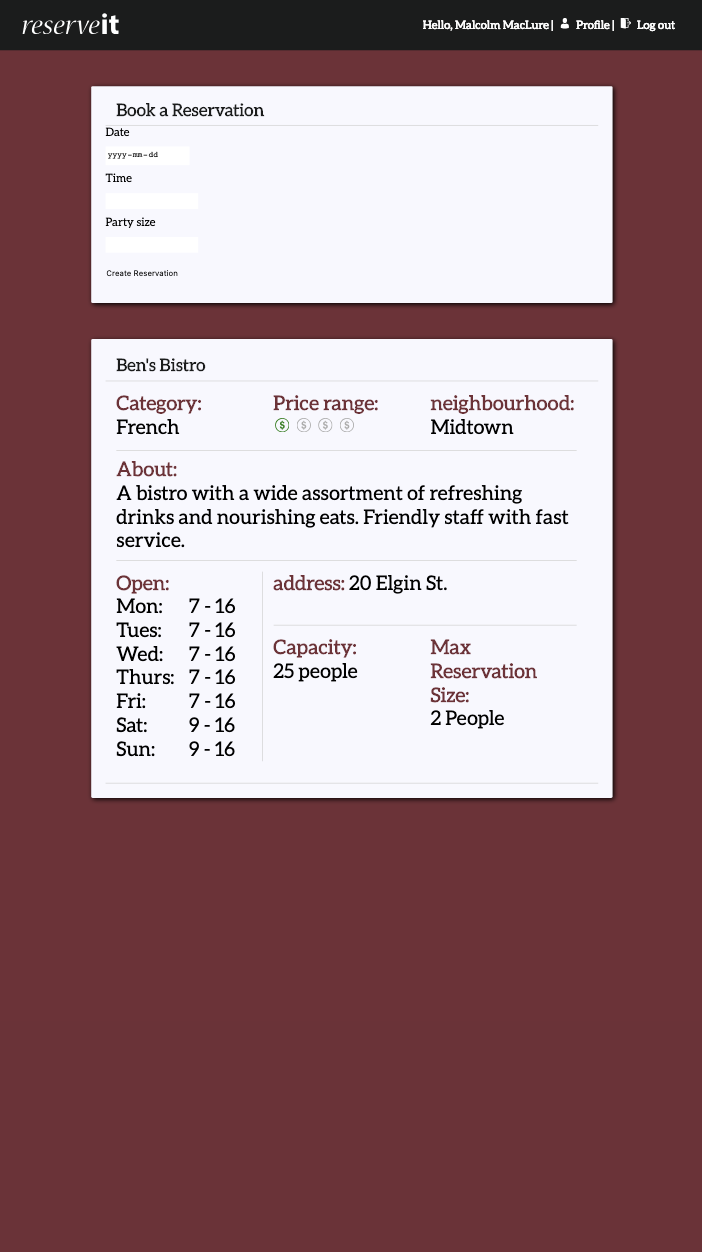 reserveit
Hello, Malcolm MacLure | Profile | Log out
Book a Reservation
Date
yyyy-mm-dd
Time
Party size
Create Reservation
Ben's Bistro
Category:
French
Price range:
$ $ $ $
neighbourhood:
Midtown
About:
A bistro with a wide assortment of refreshing
drinks and nourishing eats. Friendly staff with fast
service.
Open:
Mon: 7 - 16
Tues: 7 - 16
Wed: 7 - 16
Thurs: 7 - 16
Fri: 7 - 16
Sat: 9 - 16
Sun: 9 - 16
address: 20 Elgin St.
Capacity:
25 people
Max
Reservation
Size:
2 People